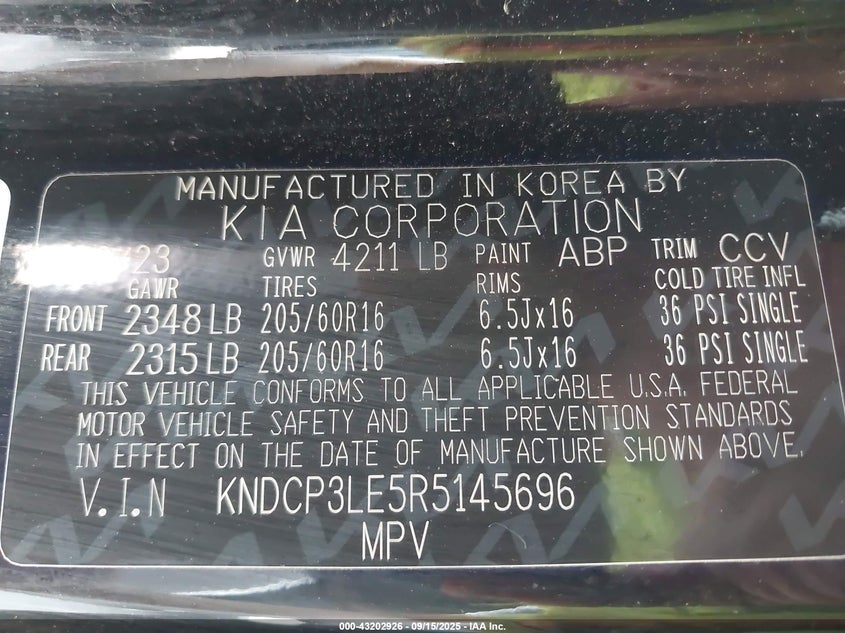 MANUFACTURED IN KOREA BY
KIA CORPORATION
23 GVWR 4211 LB PAINT ABP TRIM CCV
GAWR TIRES RIMS COLD TIRE INFL
FRONT 2348 LB 205/60R16 6.5Jx16 36 PSI SINGLE
REAR 2315 LB 205/60R16 6.5Jx16 36 PSI SINGLE
THIS VEHICLE CONFORMS TO ALL APPLICABLE U.S.A. FEDERAL
MOTOR VEHICLE SAFETY AND THEFT PREVENTION STANDARDS
IN EFFECT ON THE DATE OF MANUFACTURE SHOWN ABOVE.
V.I.N KNDCP3LE5R5145696
MPV
000-43202926 - 09/15/2025 - IAA Inc.